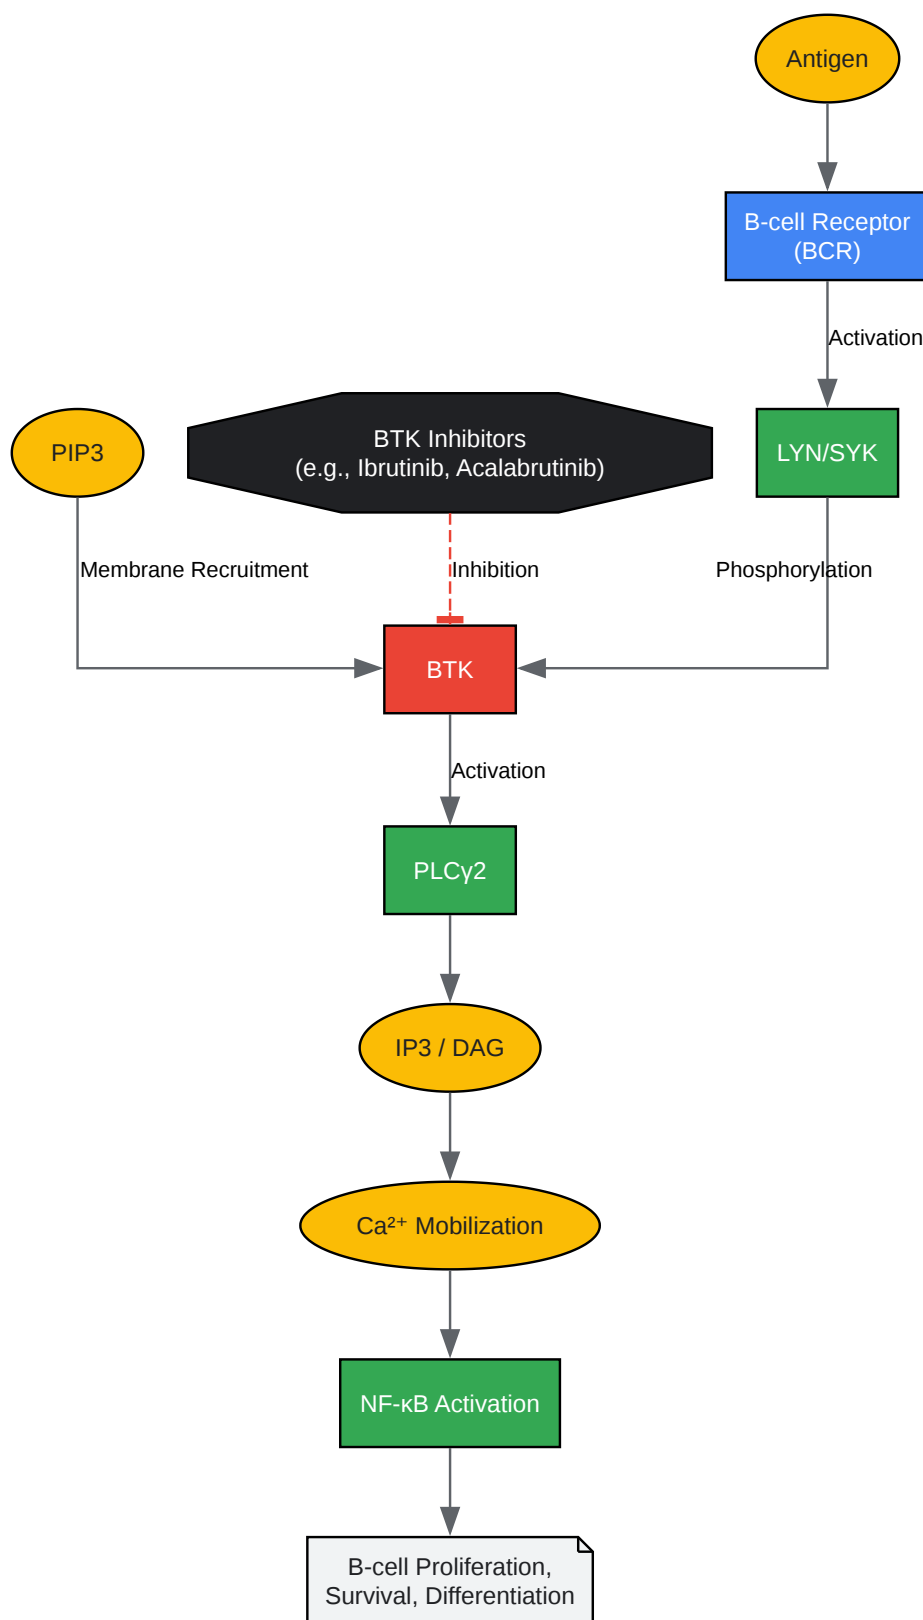 Antigen
B-cell Receptor
(BCR)
Activation
PIP3
BTK Inhibitors
(e.g., Ibrutinib, Acalabrutinib)
LYN/SYK
Membrane Recruitment
Inhibition
Phosphorylation
BTK
Activation
PLCγ2
IP3 / DAG
Ca²⁺ Mobilization
NF-κB Activation
B-cell Proliferation,
Survival, Differentiation